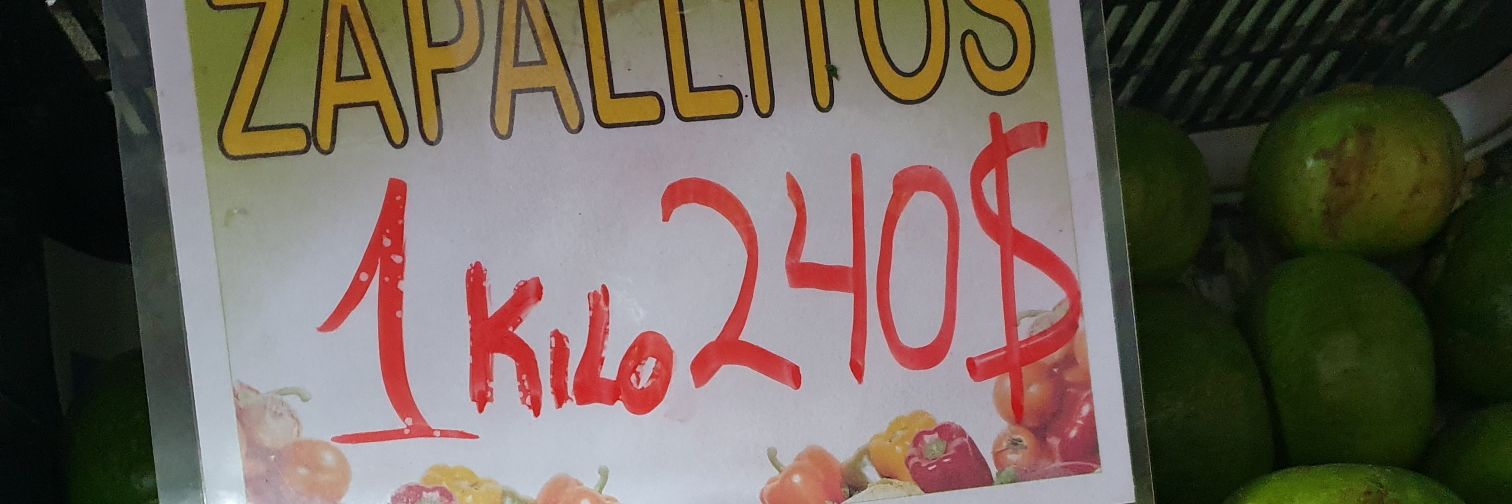 ZAPALLITOS
1 KiLo 240$